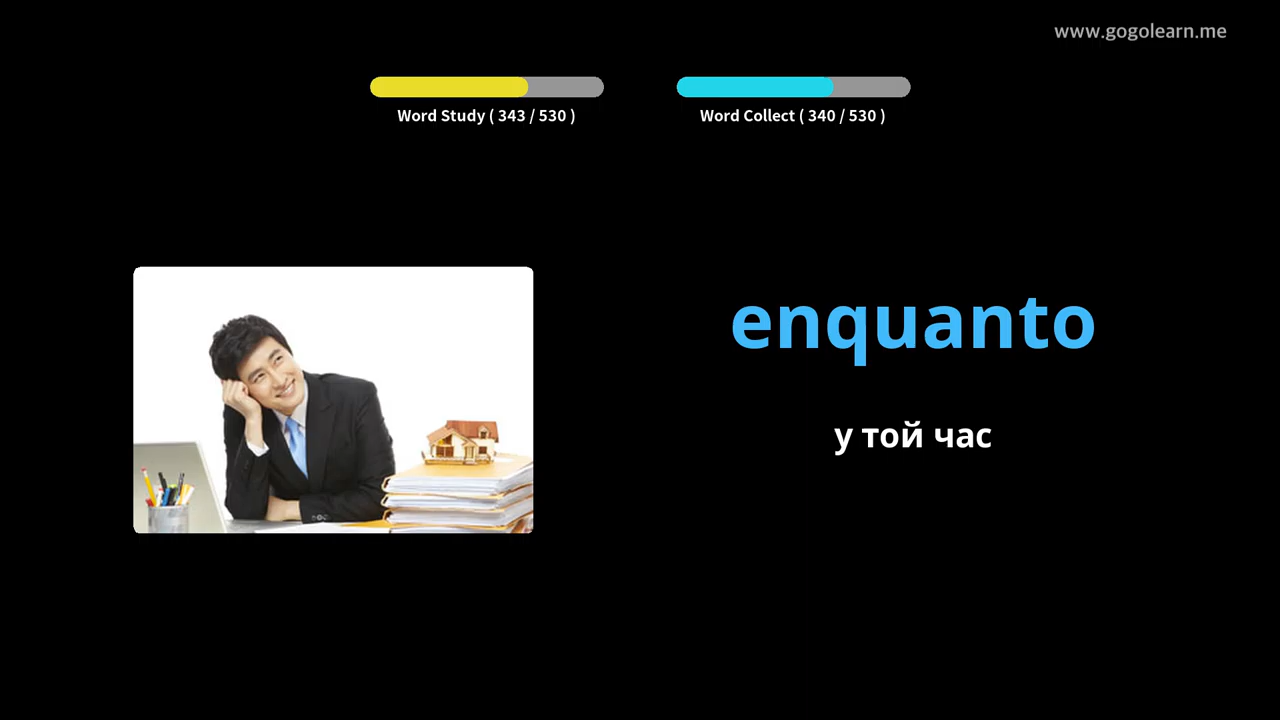 www.gogolearn.me
Word Study ( 343 / 530 )
Word Collect ( 340 / 530 )
enquanto
у той час